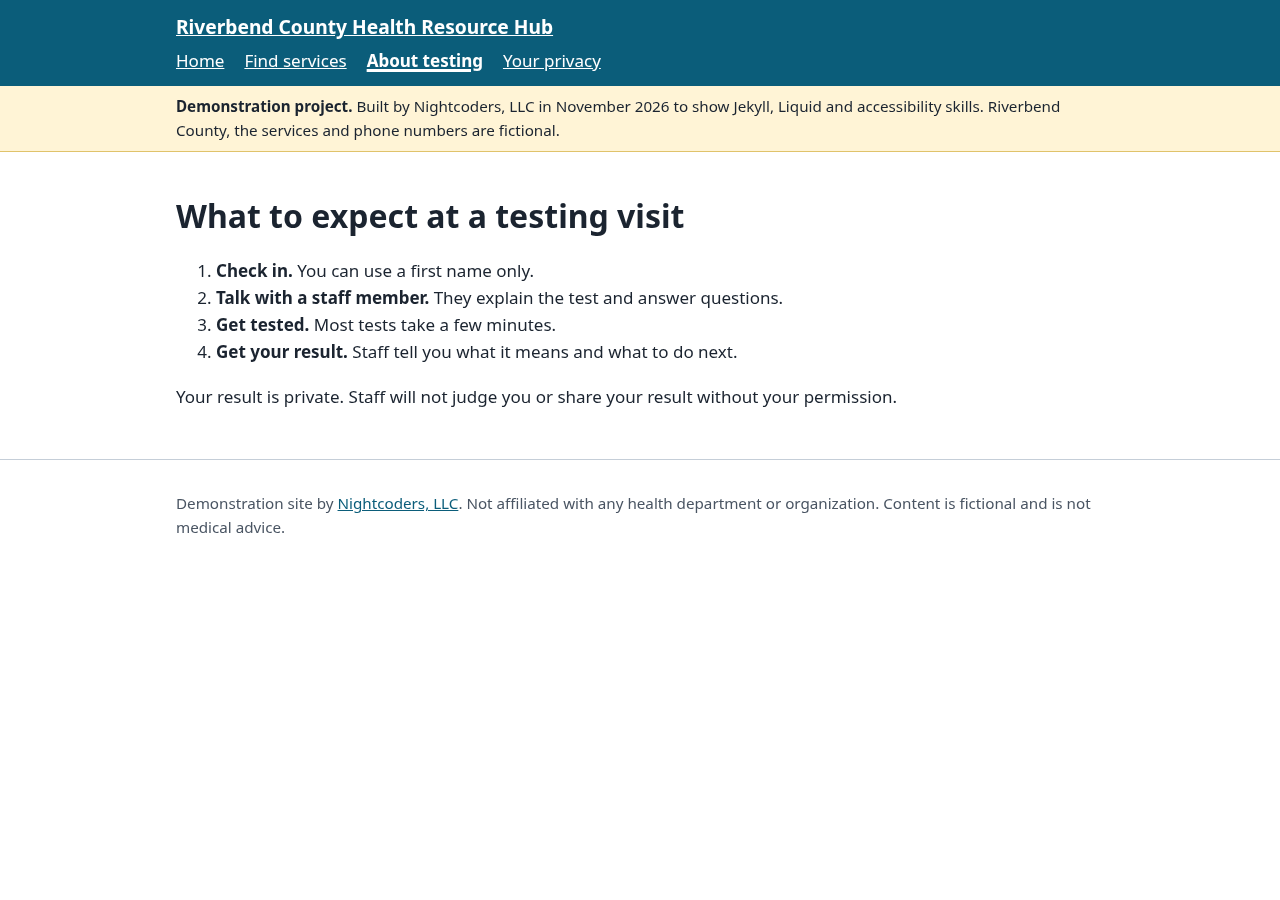 Riverbend County Health Resource Hub
Home Find services About testing Your privacy
Demonstration project. Built by Nightcoders, LLC in November 2026 to show Jekyll, Liquid and accessibility skills. Riverbend
County, the services and phone numbers are fictional.
What to expect at a testing visit
1. Check in. You can use a first name only.
2. Talk with a staff member. They explain the test and answer questions.
3. Get tested. Most tests take a few minutes.
4. Get your result. Staff tell you what it means and what to do next.
Your result is private. Staff will not judge you or share your result without your permission.
Demonstration site by Nightcoders, LLC. Not affiliated with any health department or organization. Content is fictional and is not
medical advice.